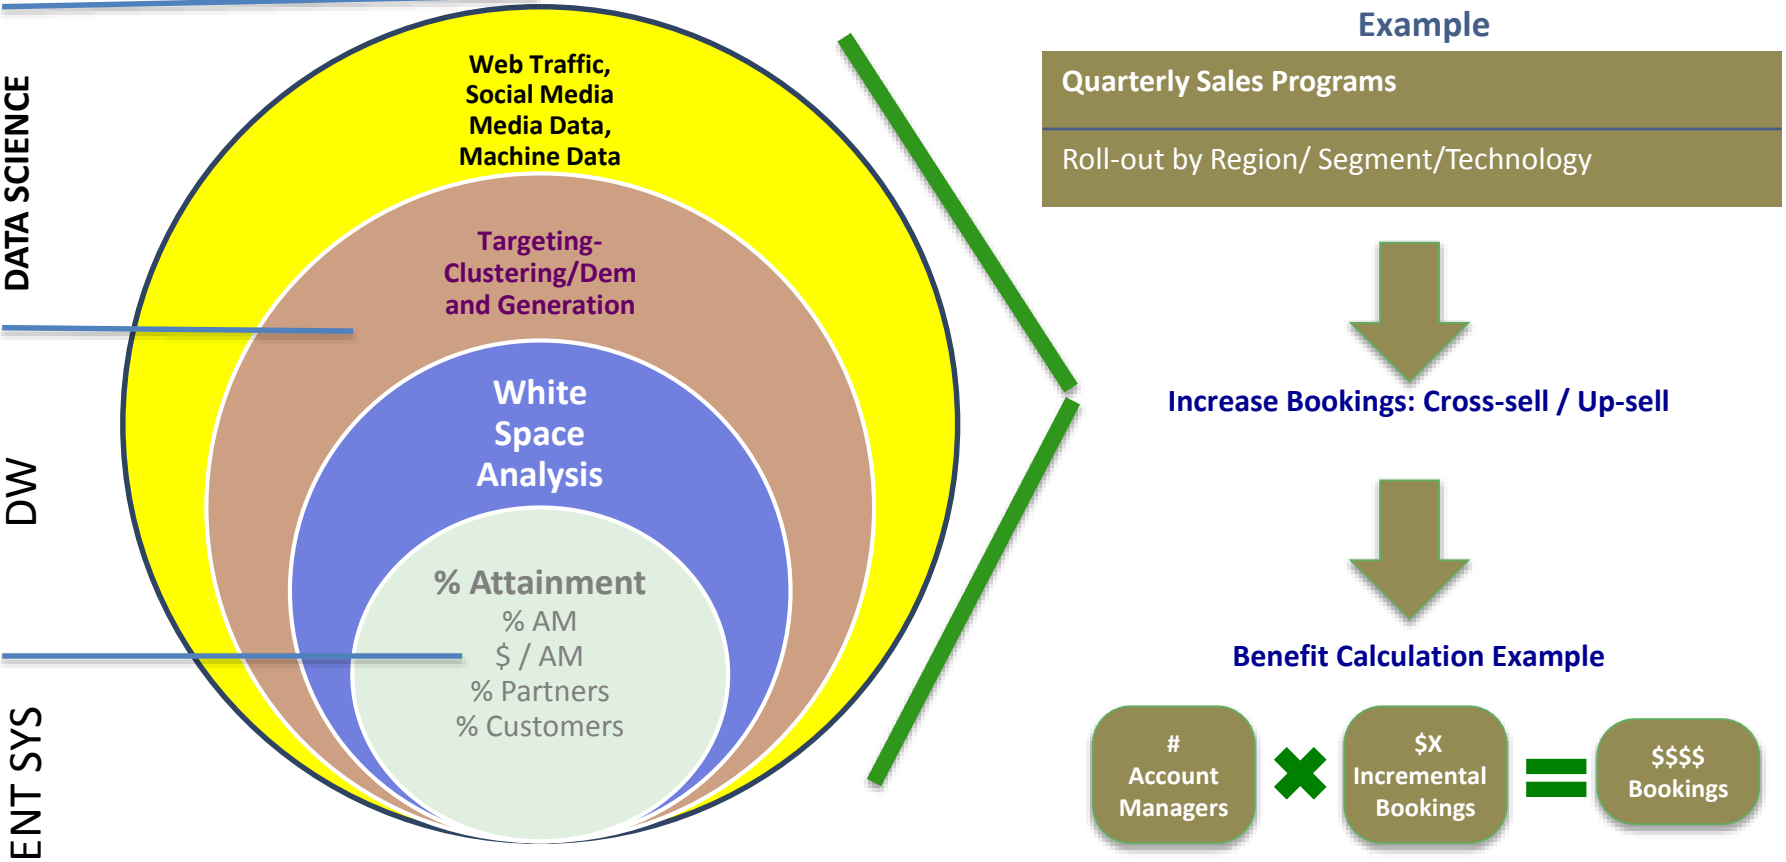 DATA SCIENCE
DW
ENT SYS
Web Traffic,
Social Media
Media Data,
Machine Data
Targeting-
Clustering/Dem
and Generation
White
Space
Analysis
% Attainment
% AM
$ / AM
% Partners
% Customers
Example
Quarterly Sales Programs
Roll-out by Region/ Segment/Technology
Increase Bookings: Cross-sell / Up-sell
Benefit Calculation Example
#
Account
Managers
$X
Incremental
Bookings
$$$$
Bookings